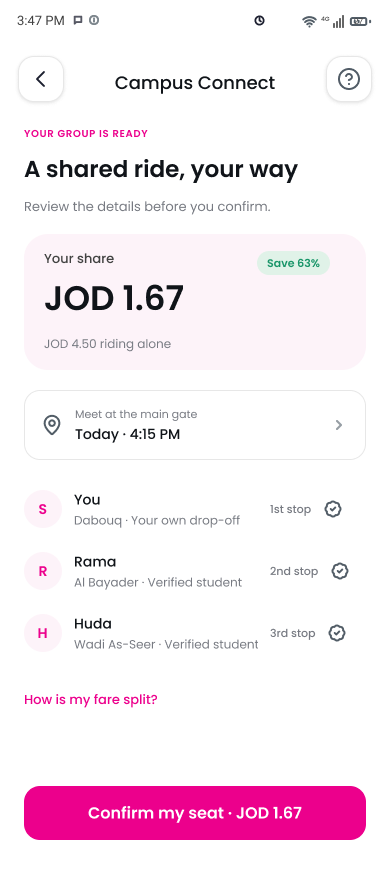 3:47 PM
4G
Campus Connect
YOUR GROUP IS READY
A shared ride, your way
Review the details before you confirm.
Your share
Save 63%
JOD 1.67
JOD 4.50 riding alone
Meet at the main gate
Today · 4:15 PM
S
You
Dabouq · Your own drop-off
1st stop
R
Rama
Al Bayader · Verified student
2nd stop
H
Huda
Wadi As-Seer · Verified student
3rd stop
How is my fare split?
Confirm my seat · JOD 1.67